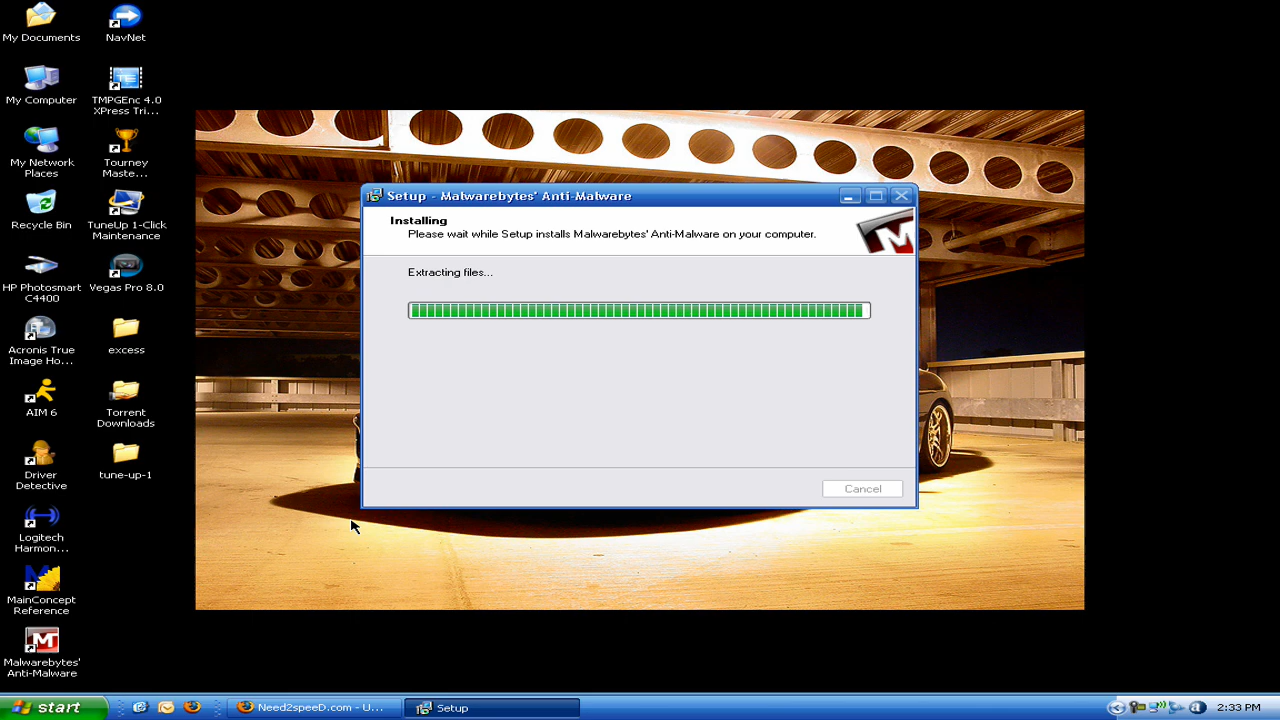 My Documents
NavNet
My Computer
TMPGEnc 4.0
XPress Tri...
My Network
Places
Tourney
Maste...
Recycle Bin
TuneUp 1-Click
Maintenance
HP Photosmart
C4400
Vegas Pro 8.0
Acronis True
Image Ho...
excess
AIM 6
Torrent
Downloads
Driver
Detective
tune-up-1
Logitech
Harmon...
MainConcept
Reference
Malwarebytes'
Anti-Malware
Setup - Malwarebytes' Anti-Malware
Installing
Please wait while Setup installs Malwarebytes' Anti-Malware on your computer.
Extracting files...
Cancel
start
Need2speeD.com - U...
Setup
2:33 PM